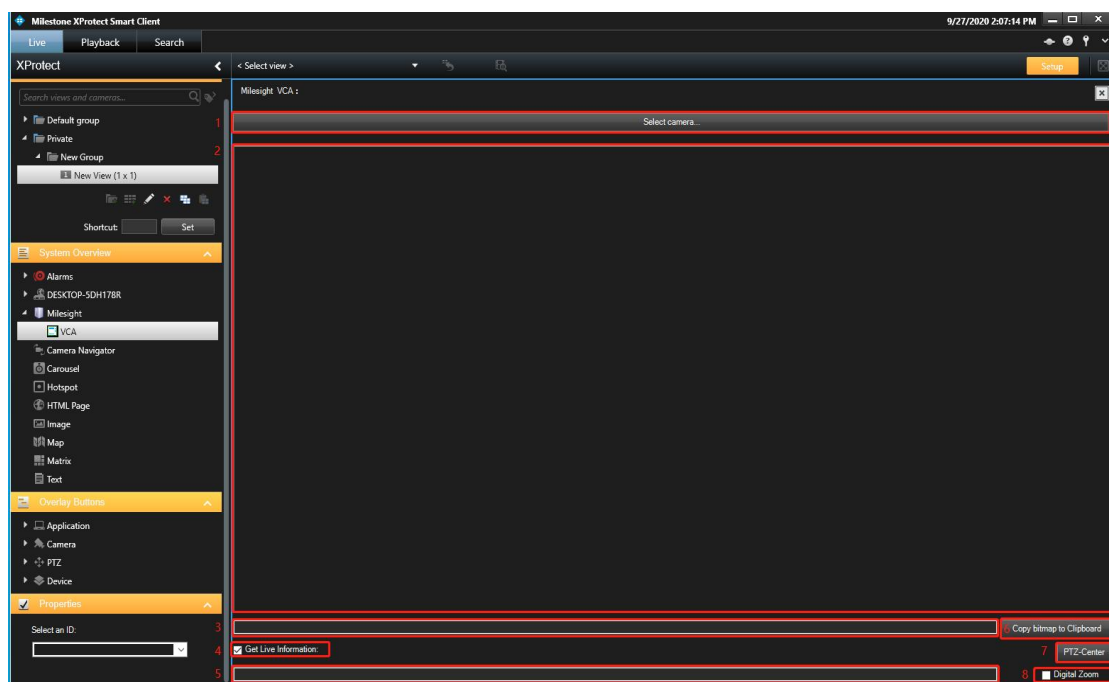 Milestone XProtect Smart Client
9/27/2020 2:07:14 PM
Live Playback Search
XProtect
< Select view >
Setup
Search views and cameras...
Milesight VCA :
Default group
1
Select camera...
Private
2
New Group
1 New View (1 x 1)
Shortcut:
Set
System Overview
Alarms
DESKTOP-5DH178R
Milesight
VCA
Camera Navigator
Carousel
Hotspot
HTML Page
Image
Map
Matrix
Text
Overlay Buttons
Application
Camera
PTZ
Device
Properties
Select an ID:
3
6 Copy bitmap to Clipboard
4
Get Live Information:
7 PTZ-Center
5
8 Digital Zoom